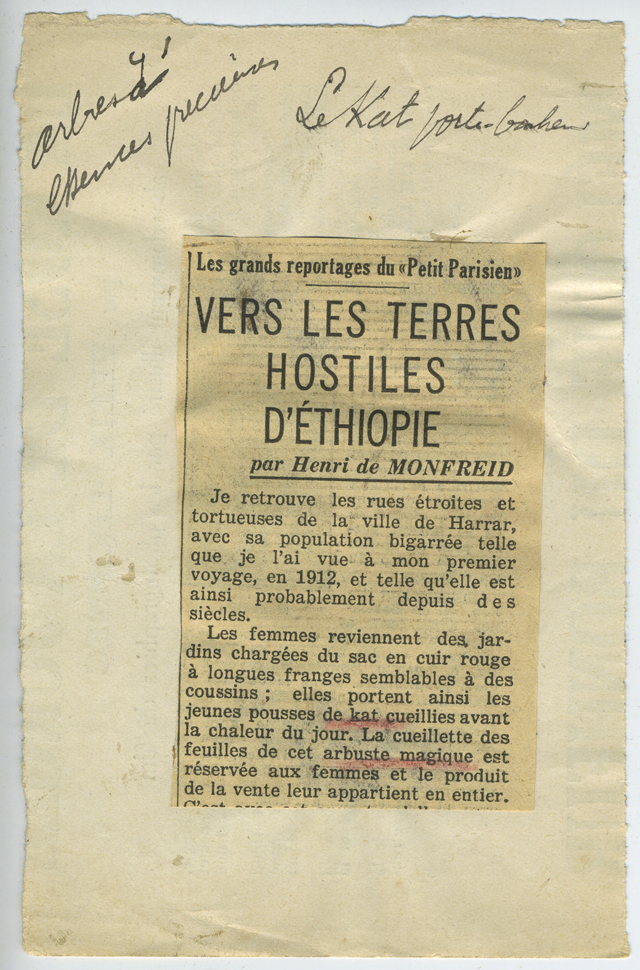 arbres à
essences précieuses
Le Kat porte-bonheur
Les grands reportages du «Petit Parisien»
VERS LES TERRES
HOSTILES
D'ÉTHIOPIE
par Henri de MONFREID
Je retrouve les rues étroites et
tortueuses de la ville de Harrar,
avec sa population bigarrée telle
que je l'ai vue à mon premier
voyage, en 1912, et telle qu'elle est
ainsi probablement depuis des
siècles.
Les femmes reviennent des jar-
dins chargées du sac en cuir rouge
à longues franges semblables à des
coussins ; elles portent ainsi les
jeunes pousses de kat cueillies avant
la chaleur du jour. La cueillette des
feuilles de cet arbuste magique est
réservée aux femmes et le produit
de la vente leur appartient en entier.